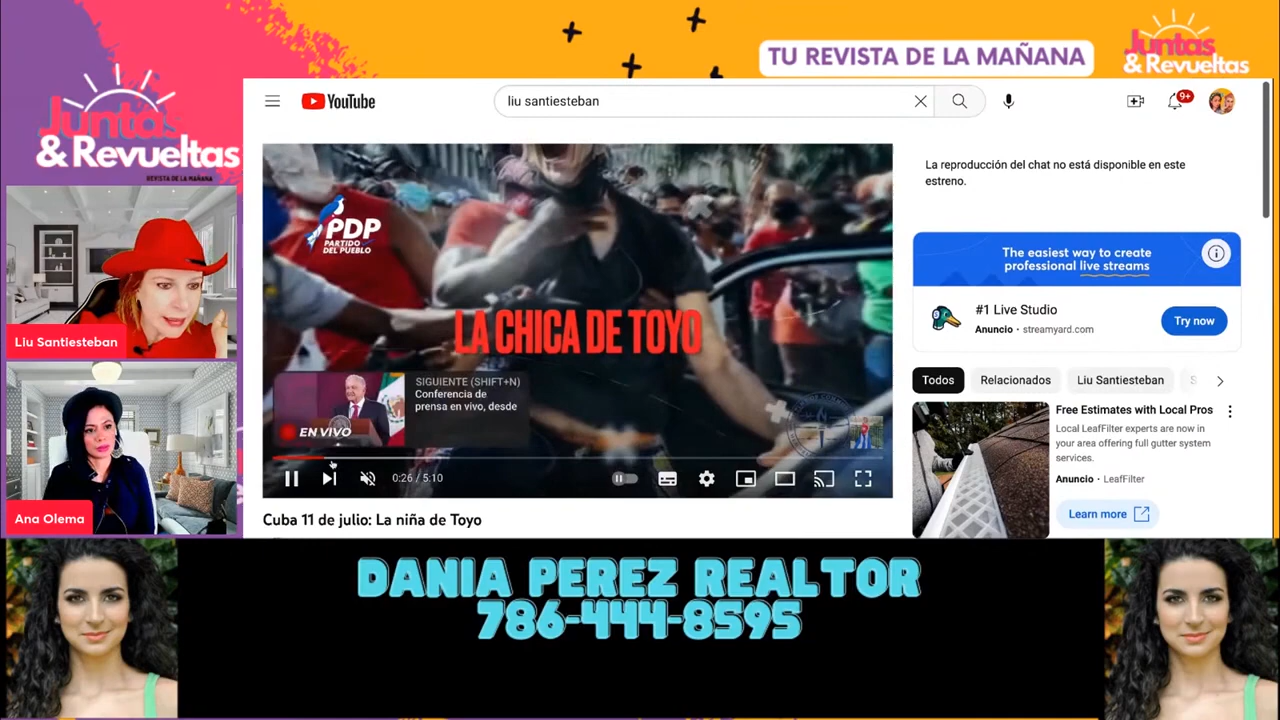 TU REVISTA DE LA MAÑANA
Juntas
& Revueltas
Juntas
& Revueltas
REVISTA DE LA MAÑANA
YouTube
liu santiesteban
9+
La reproducción del chat no está disponible en este
estreno.
PDP
PARTIDO
DEL PUEBLO
LA CHICA DE TOYO
SIGUIENTE (SHIFT+N)
Conferencia de
prensa en vivo, desde
EN VIVO
0:26 / 5:10
Cuba 11 de julio: La niña de Toyo
The easiest way to create
professional live streams
#1 Live Studio
Anuncio · streamyard.com
Try now
Todos
Relacionados
Liu Santiesteban
S
Free Estimates with Local Pros
Local LeafFilter experts are now in
your area offering full gutter system
services.
Anuncio · LeafFilter
Learn more
Liu Santiesteban
Ana Olema
DANIA PEREZ REALTOR
786-444-8595